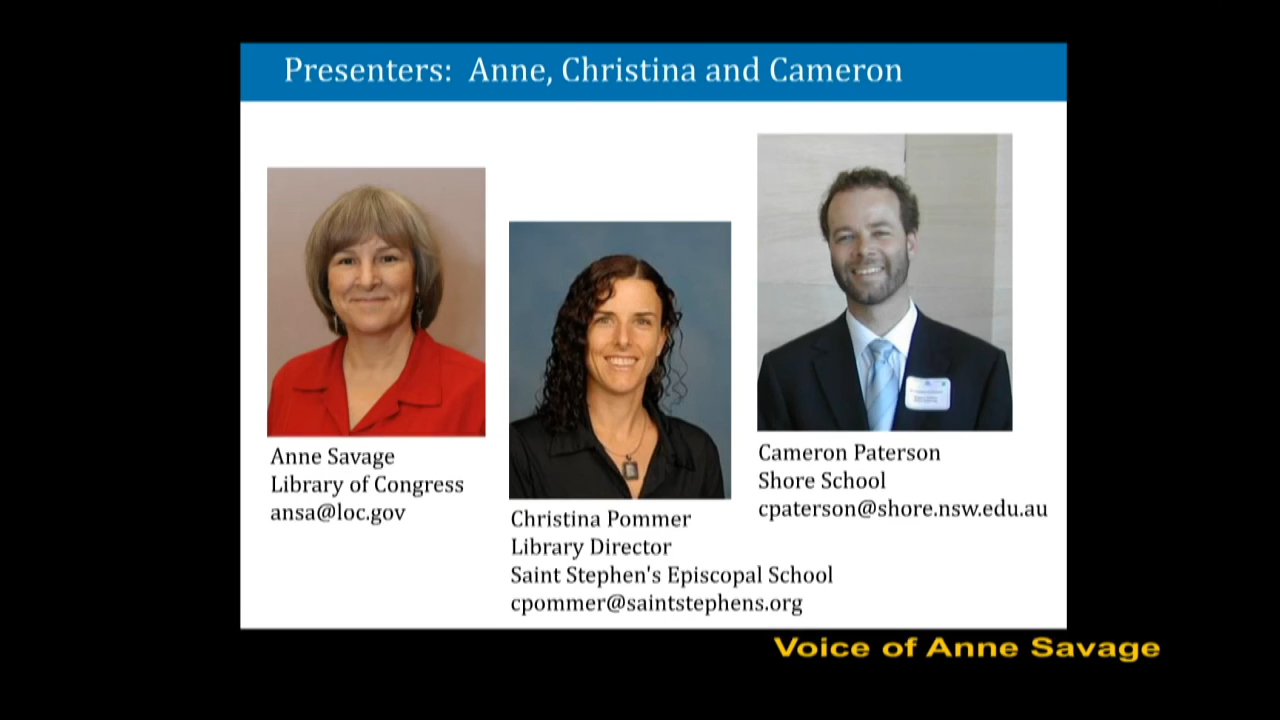 Presenters: Anne, Christina and Cameron
Anne Savage
Library of Congress
ansa@loc.gov
Christina Pommer
Library Director
Saint Stephen's Episcopal School
cpommer@saintstephens.org
Cameron Paterson
Shore School
cpaterson@shore.nsw.edu.au
Voice of Anne Savage